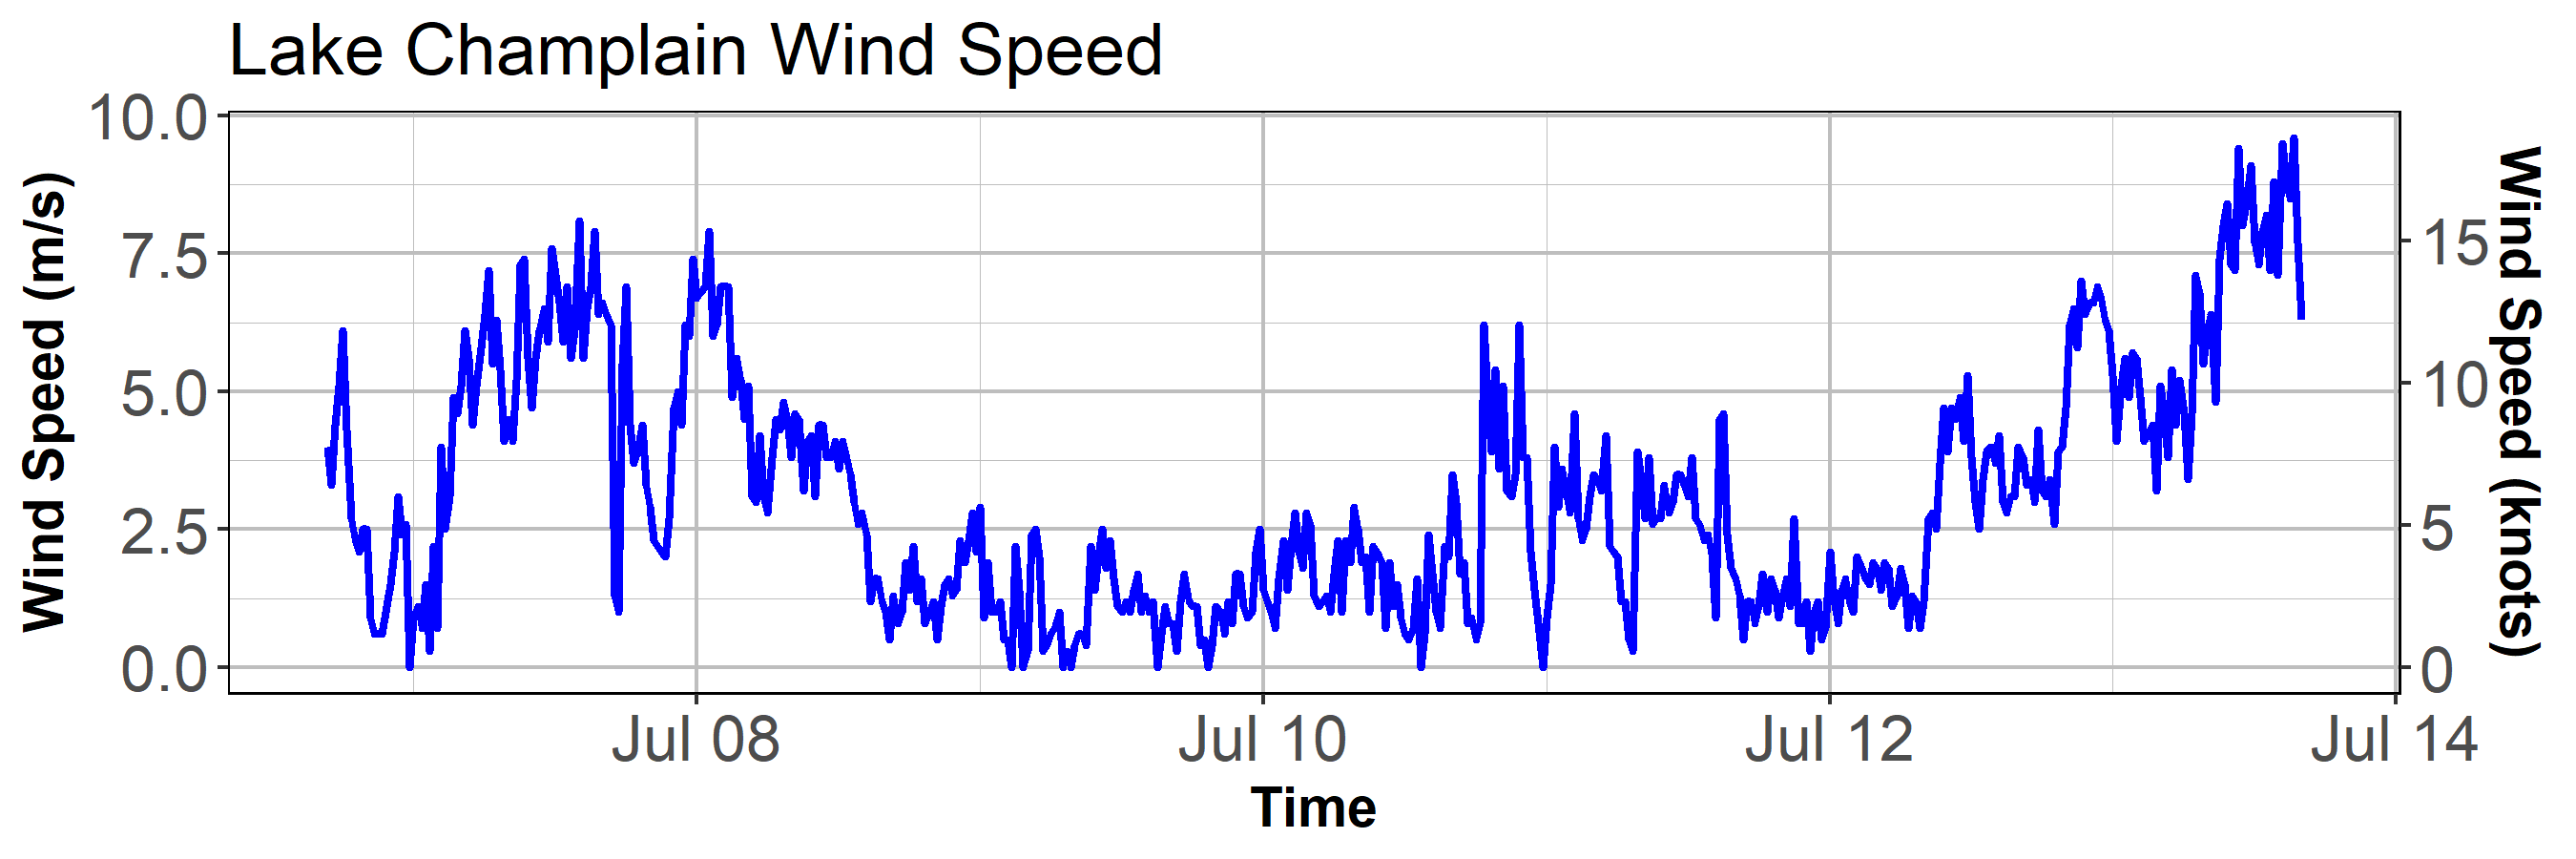 Lake Champlain Wind Speed
Wind Speed (m/s)
10.0
7.5
5.0
2.5
0.0
15
10
5
0
Wind Speed (knots)
Jul 08 Jul 10 Jul 12 Jul 14
Time